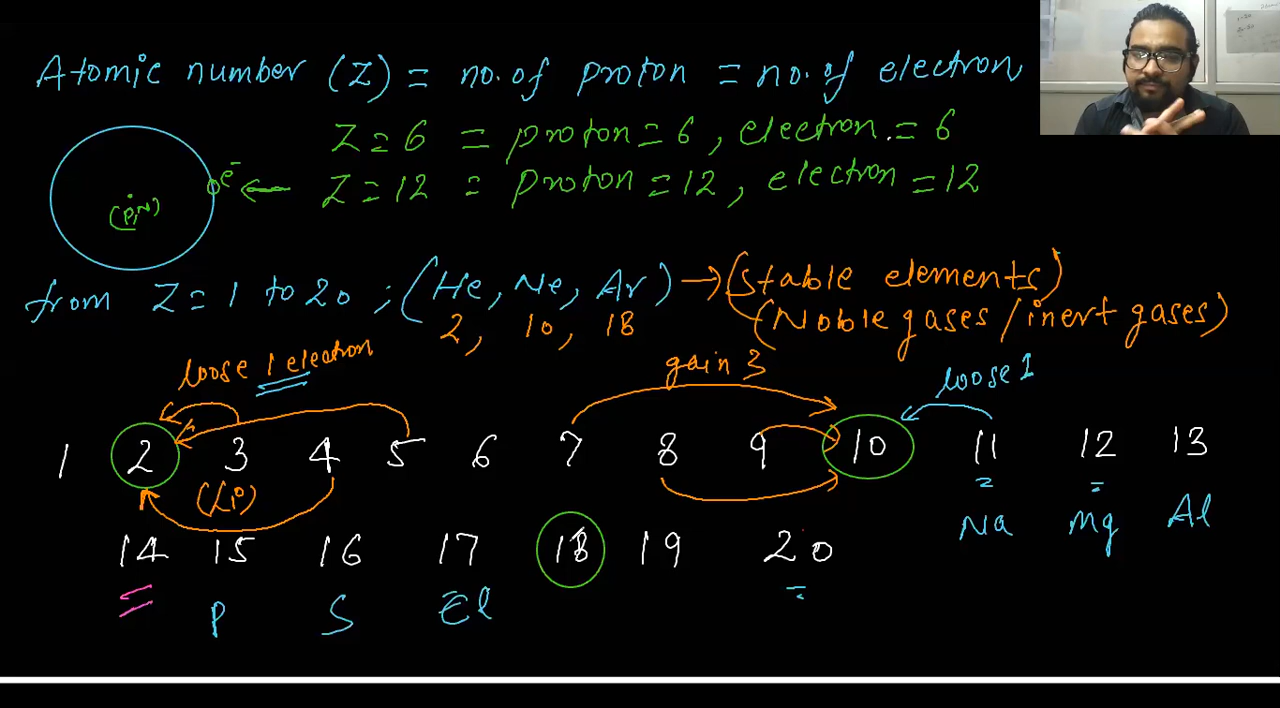 Atomic number (Z) = no. of proton = no. of electron
Z = 6 = proton = 6, electron = 6
e⁻ ← Z = 12 = proton = 12, electron = 12
(P,N)
from Z = 1 to 20 ; (He, Ne, Ar) → (stable elements)
2, 10, 18 (Noble gases / inert gases)
loose 1 electron gain 3 loose 1
1 2 3 4 5 6 7 8 9 10 11 12 13
(Li) Na Mg Al
14 15 16 17 18 19 20
P S Cl